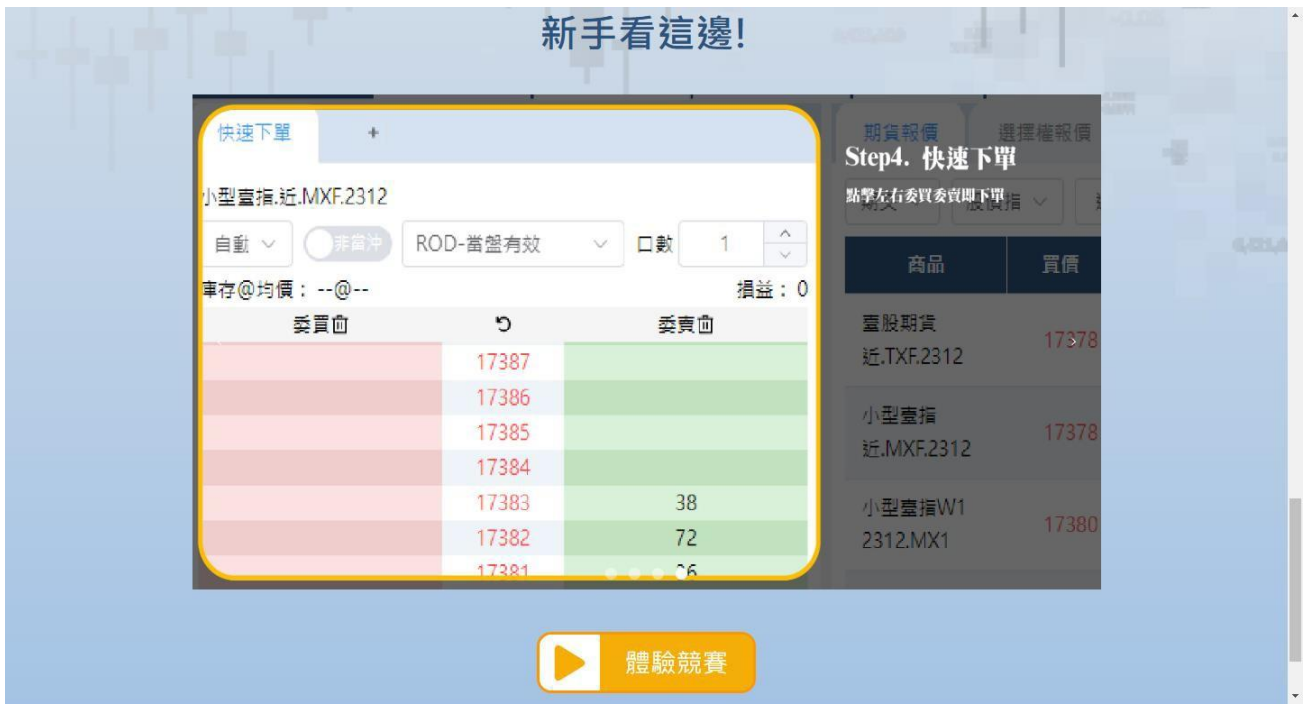 新手看這邊!
快速下單 +
小型臺指.近.MXF.2312
自動 非當沖 ROD-當盤有效 口數 1
庫存@均價： --@-- 損益： 0
委買 委賣
17387
17386
17385
17384
17383 38
17382 72
17381
期貨報價 選擇權報價
Step4. 快速下單
點擊左右委買委賣即下單
商品 買價
臺股期貨
近.TXF.2312 17378
小型臺指
近.MXF.2312 17378
小型臺指W1
2312.MX1 17380
體驗競賽